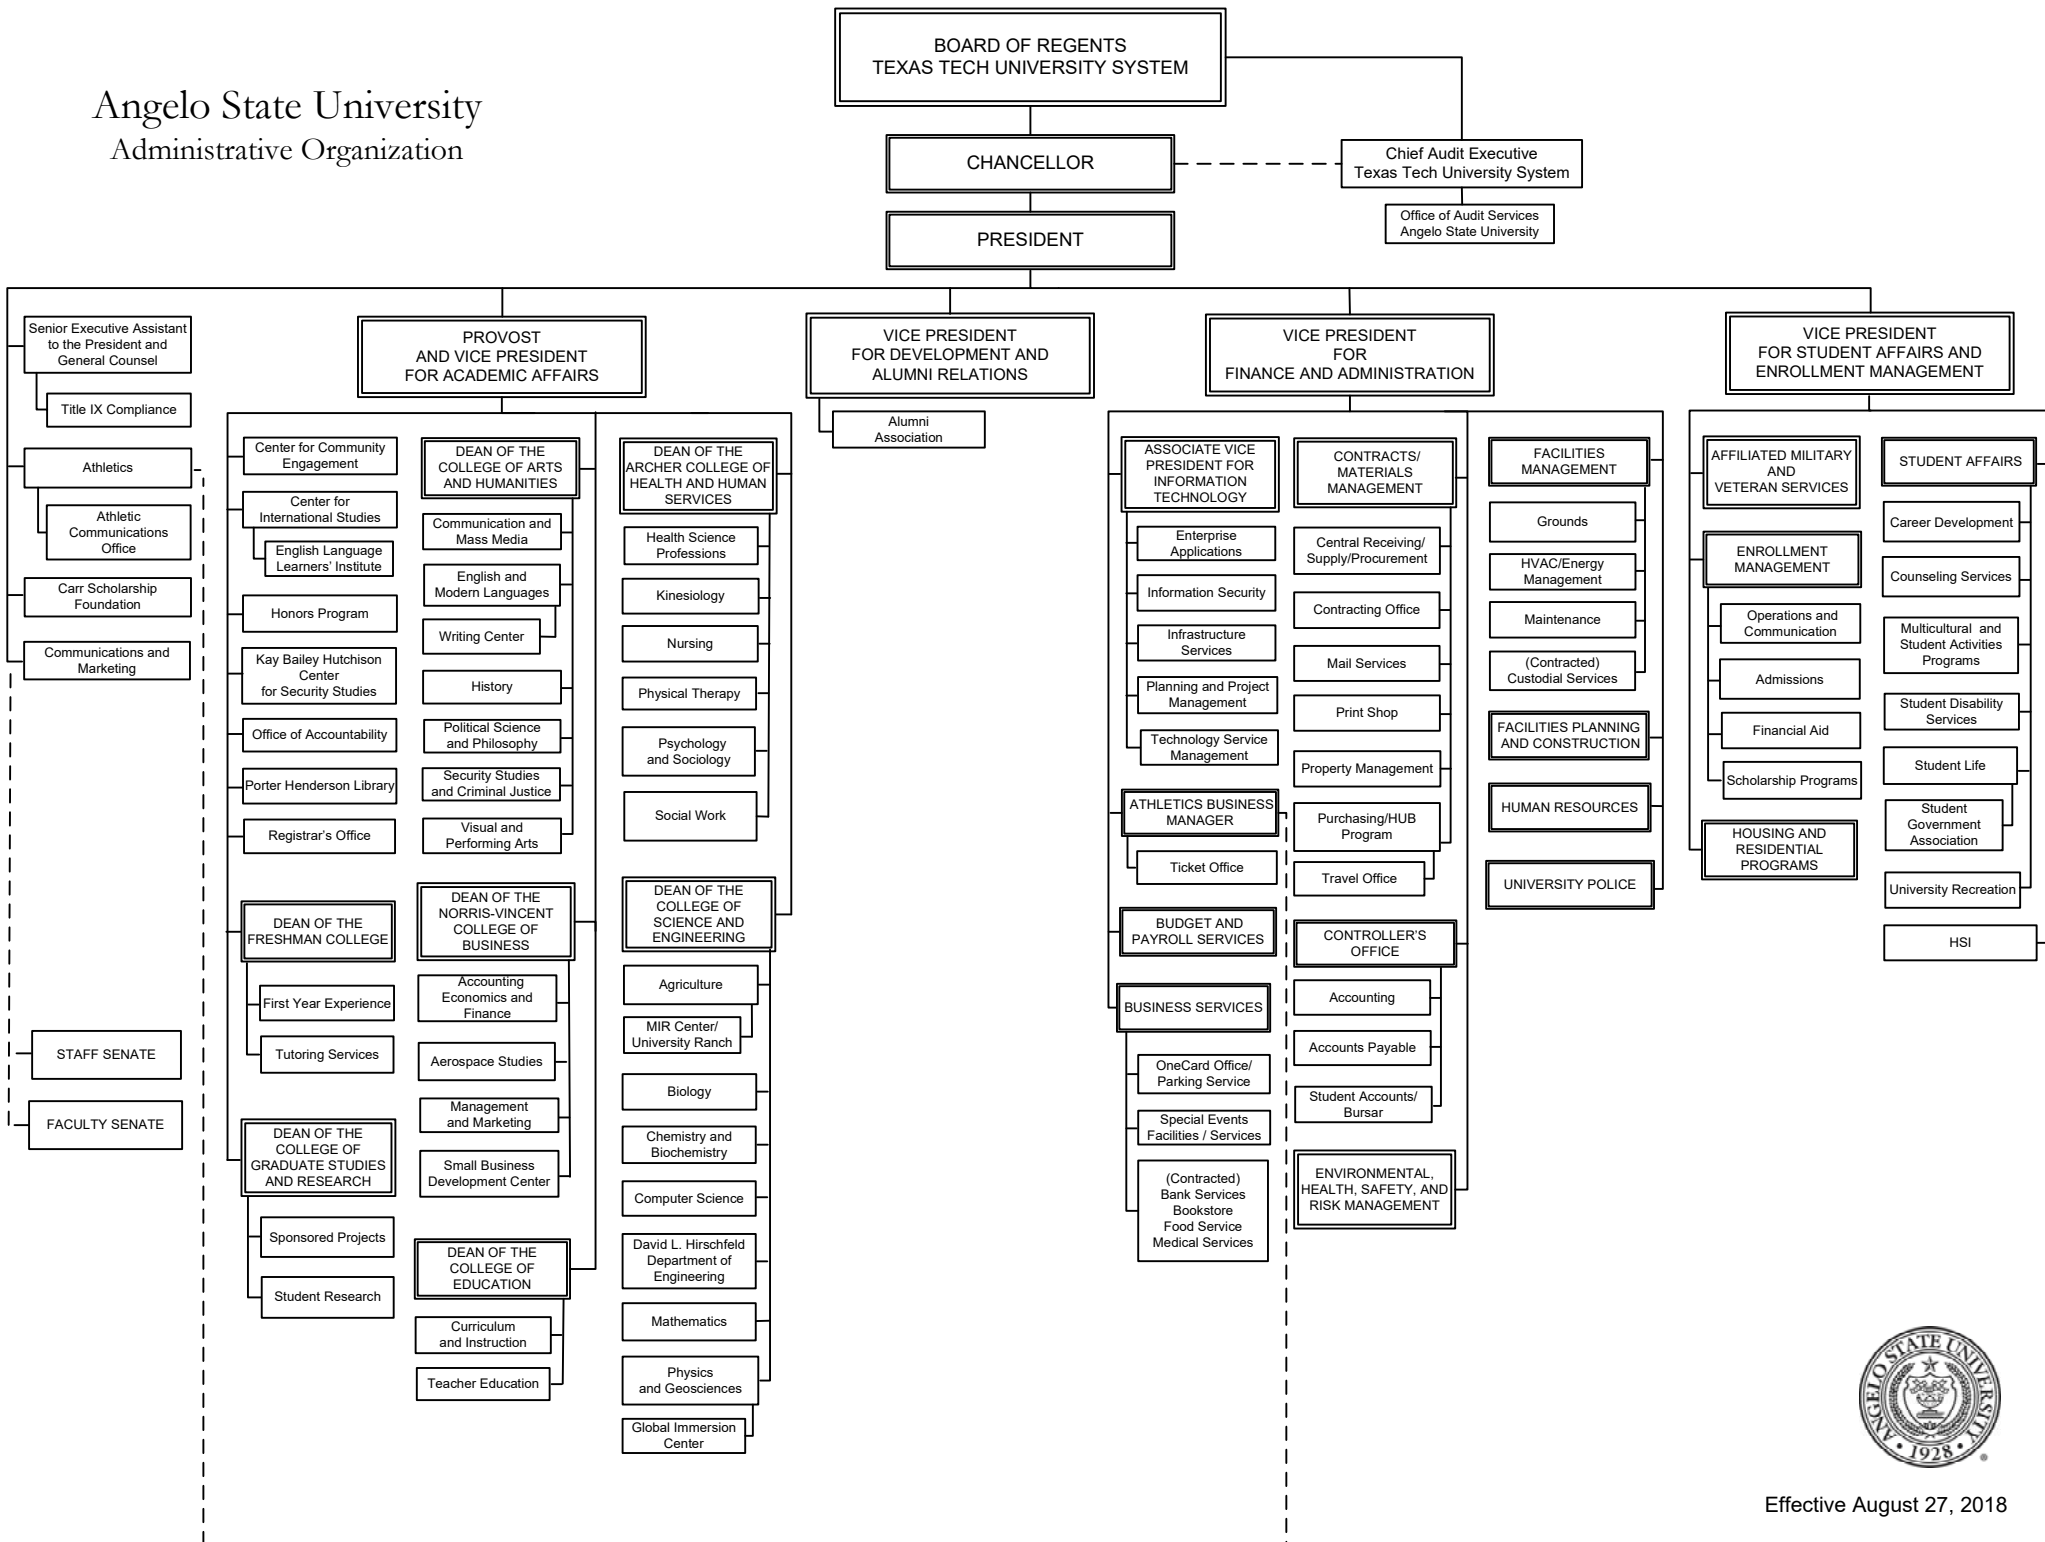 Angelo State University
Administrative Organization
BOARD OF REGENTS
TEXAS TECH UNIVERSITY SYSTEM
CHANCELLOR
Chief Audit Executive
Texas Tech University System
Office of Audit Services
Angelo State University
PRESIDENT
Senior Executive Assistant
to the President and
General Counsel
Title IX Compliance
Athletics
Athletic
Communications
Office
Carr Scholarship
Foundation
Communications and
Marketing
STAFF SENATE
FACULTY SENATE
PROVOST
AND VICE PRESIDENT
FOR ACADEMIC AFFAIRS
Center for Community
Engagement
Center for
International Studies
English Language
Learners' Institute
Honors Program
Kay Bailey Hutchison
Center
for Security Studies
Office of Accountability
Porter Henderson Library
Registrar's Office
DEAN OF THE
FRESHMAN COLLEGE
First Year Experience
Tutoring Services
DEAN OF THE
COLLEGE OF
GRADUATE STUDIES
AND RESEARCH
Sponsored Projects
Student Research
DEAN OF THE
COLLEGE OF ARTS
AND HUMANITIES
Communication and
Mass Media
English and
Modern Languages
Writing Center
History
Political Science
and Philosophy
Security Studies
and Criminal Justice
Visual and
Performing Arts
DEAN OF THE
NORRIS-VINCENT
COLLEGE OF
BUSINESS
Accounting
Economics and
Finance
Aerospace Studies
Management
and Marketing
Small Business
Development Center
DEAN OF THE
COLLEGE OF
EDUCATION
Curriculum
and Instruction
Teacher Education
DEAN OF THE
ARCHER COLLEGE OF
HEALTH AND HUMAN
SERVICES
Health Science
Professions
Kinesiology
Nursing
Physical Therapy
Psychology
and Sociology
Social Work
DEAN OF THE
COLLEGE OF
SCIENCE AND
ENGINEERING
Agriculture
MIR Center/
University Ranch
Biology
Chemistry and
Biochemistry
Computer Science
David L. Hirschfeld
Department of
Engineering
Mathematics
Physics
and Geosciences
Global Immersion
Center
VICE PRESIDENT
FOR DEVELOPMENT AND
ALUMNI RELATIONS
Alumni
Association
VICE PRESIDENT
FOR
FINANCE AND ADMINISTRATION
ASSOCIATE VICE
PRESIDENT FOR
INFORMATION
TECHNOLOGY
Enterprise
Applications
Information Security
Infrastructure
Services
Planning and Project
Management
Technology Service
Management
ATHLETICS BUSINESS
MANAGER
Ticket Office
BUDGET AND
PAYROLL SERVICES
BUSINESS SERVICES
OneCard Office/
Parking Service
Special Events
Facilities / Services
(Contracted)
Bank Services
Bookstore
Food Service
Medical Services
CONTRACTS/
MATERIALS
MANAGEMENT
Central Receiving/
Supply/Procurement
Contracting Office
Mail Services
Print Shop
Property Management
Purchasing/HUB
Program
Travel Office
CONTROLLER'S
OFFICE
Accounting
Accounts Payable
Student Accounts/
Bursar
ENVIRONMENTAL,
HEALTH, SAFETY, AND
RISK MANAGEMENT
FACILITIES
MANAGEMENT
Grounds
HVAC/Energy
Management
Maintenance
(Contracted)
Custodial Services
FACILITIES PLANNING
AND CONSTRUCTION
HUMAN RESOURCES
UNIVERSITY POLICE
VICE PRESIDENT
FOR STUDENT AFFAIRS AND
ENROLLMENT MANAGEMENT
AFFILIATED MILITARY
AND
VETERAN SERVICES
ENROLLMENT
MANAGEMENT
Operations and
Communication
Admissions
Financial Aid
Scholarship Programs
HOUSING AND
RESIDENTIAL
PROGRAMS
STUDENT AFFAIRS
Career Development
Counseling Services
Multicultural and
Student Activities
Programs
Student Disability
Services
Student Life
Student
Government
Association
University Recreation
HSI
ANGELO STATE UNIVERSITY
• 1928 •
®
Effective August 27, 2018